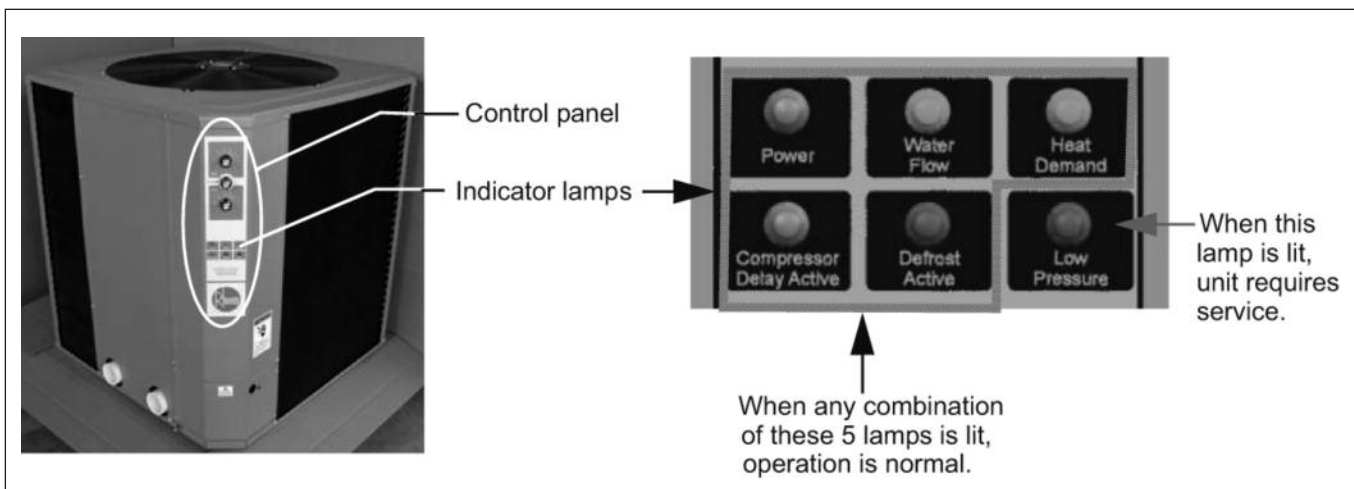 Control panel
Indicator lamps
Power
Water
Flow
Heat
Demand
Compressor
Delay Active
Defrost
Active
Low
Pressure
When this
lamp is lit,
unit requires
service.
When any combination
of these 5 lamps is lit,
operation is normal.